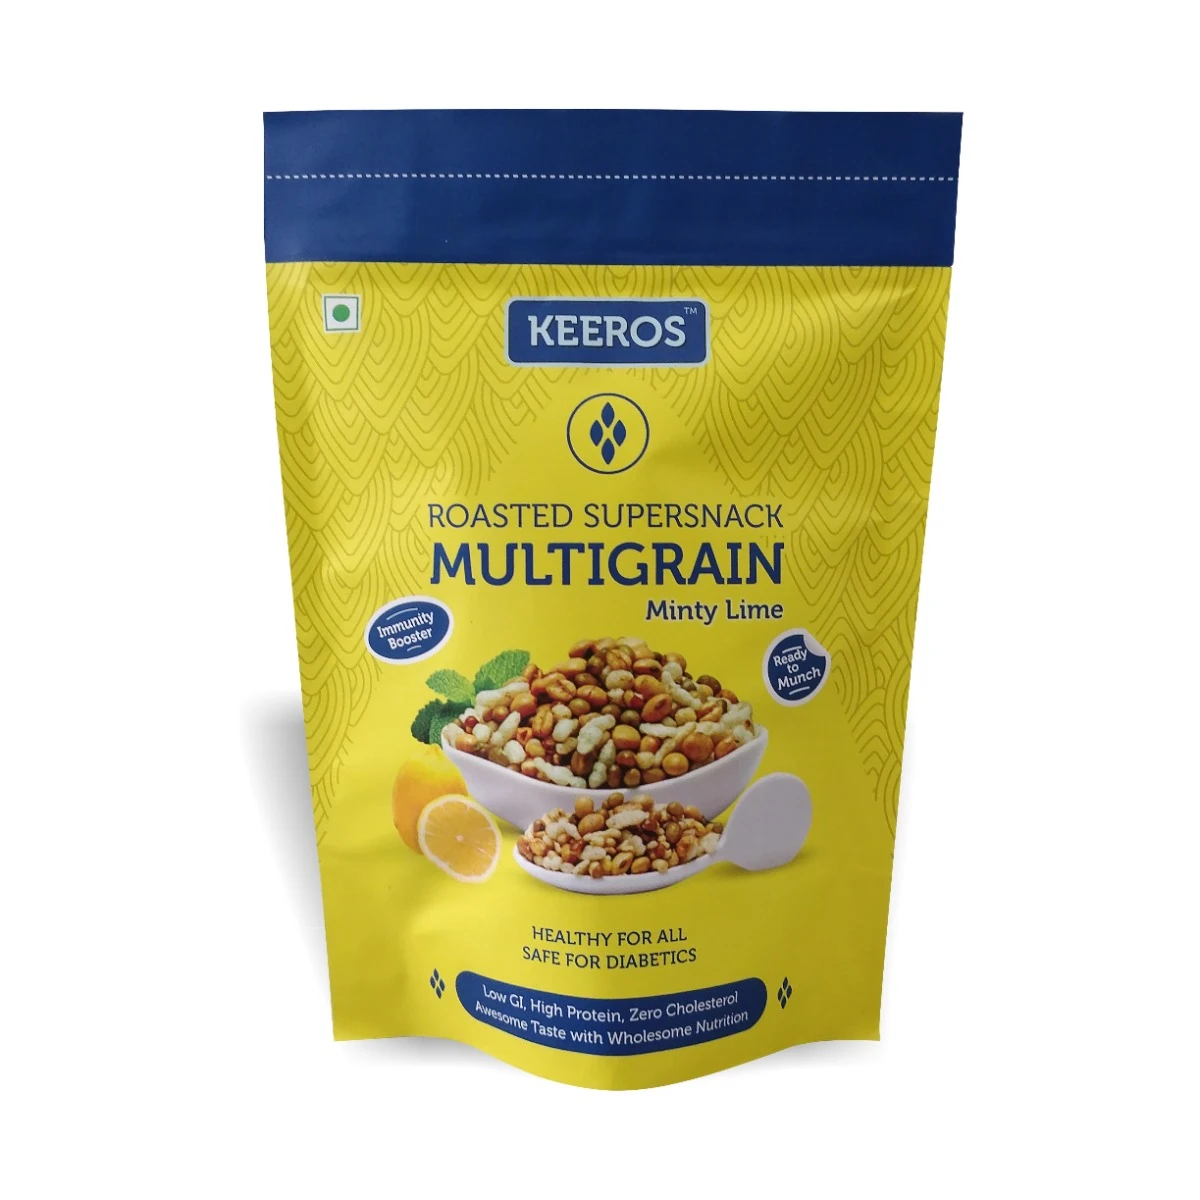 KEEROS™
ROASTED SUPERSNACK
MULTIGRAIN
Minty Lime
Immunity
Booster
Ready
to
Munch
HEALTHY FOR ALL
SAFE FOR DIABETICS
Low GI, High Protein, Zero Cholesterol
Awesome Taste with Wholesome Nutrition